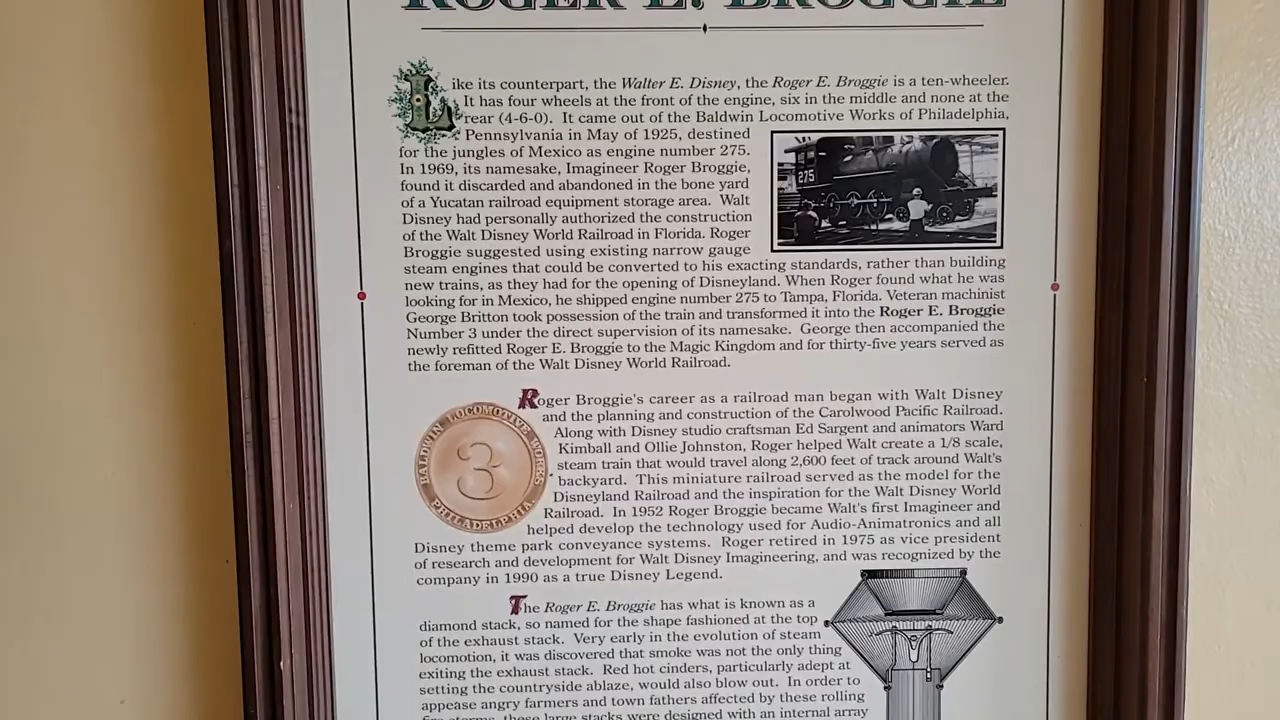 ROGER E. BROGGIE
Like its counterpart, the Walter E. Disney, the Roger E. Broggie is a ten-wheeler.
It has four wheels at the front of the engine, six in the middle and none at the
rear (4-6-0). It came out of the Baldwin Locomotive Works of Philadelphia,
Pennsylvania in May of 1925, destined
for the jungles of Mexico as engine number 275.
In 1969, its namesake, Imagineer Roger Broggie,
found it discarded and abandoned in the bone yard
of a Yucatan railroad equipment storage area. Walt
Disney had personally authorized the construction
of the Walt Disney World Railroad in Florida. Roger
Broggie suggested using existing narrow gauge
steam engines that could be converted to his exacting standards, rather than building
new trains, as they had for the opening of Disneyland. When Roger found what he was
looking for in Mexico, he shipped engine number 275 to Tampa, Florida. Veteran machinist
George Britton took possession of the train and transformed it into the Roger E. Broggie
Number 3 under the direct supervision of its namesake. George then accompanied the
newly refitted Roger E. Broggie to the Magic Kingdom and for thirty-five years served as
the foreman of the Walt Disney World Railroad.
275
Roger Broggie's career as a railroad man began with Walt Disney
and the planning and construction of the Carolwood Pacific Railroad.
Along with Disney studio craftsman Ed Sargent and animators Ward
Kimball and Ollie Johnston, Roger helped Walt create a 1/8 scale,
steam train that would travel along 2,600 feet of track around Walt's
backyard. This miniature railroad served as the model for the
Disneyland Railroad and the inspiration for the Walt Disney World
Railroad. In 1952 Roger Broggie became Walt's first Imagineer and
helped develop the technology used for Audio-Animatronics and all
Disney theme park conveyance systems. Roger retired in 1975 as vice president
of research and development for Walt Disney Imagineering, and was recognized by the
company in 1990 as a true Disney Legend.
BALDWIN LOCOMOTIVE WORKS
3
PHILADELPHIA
The Roger E. Broggie has what is known as a
diamond stack, so named for the shape fashioned at the top
of the exhaust stack. Very early in the evolution of steam
locomotion, it was discovered that smoke was not the only thing
exiting the exhaust stack. Red hot cinders, particularly adept at
setting the countryside ablaze, would also blow out. In order to
appease angry farmers and town fathers affected by these rolling
fire storms, these large stacks were designed with an internal array